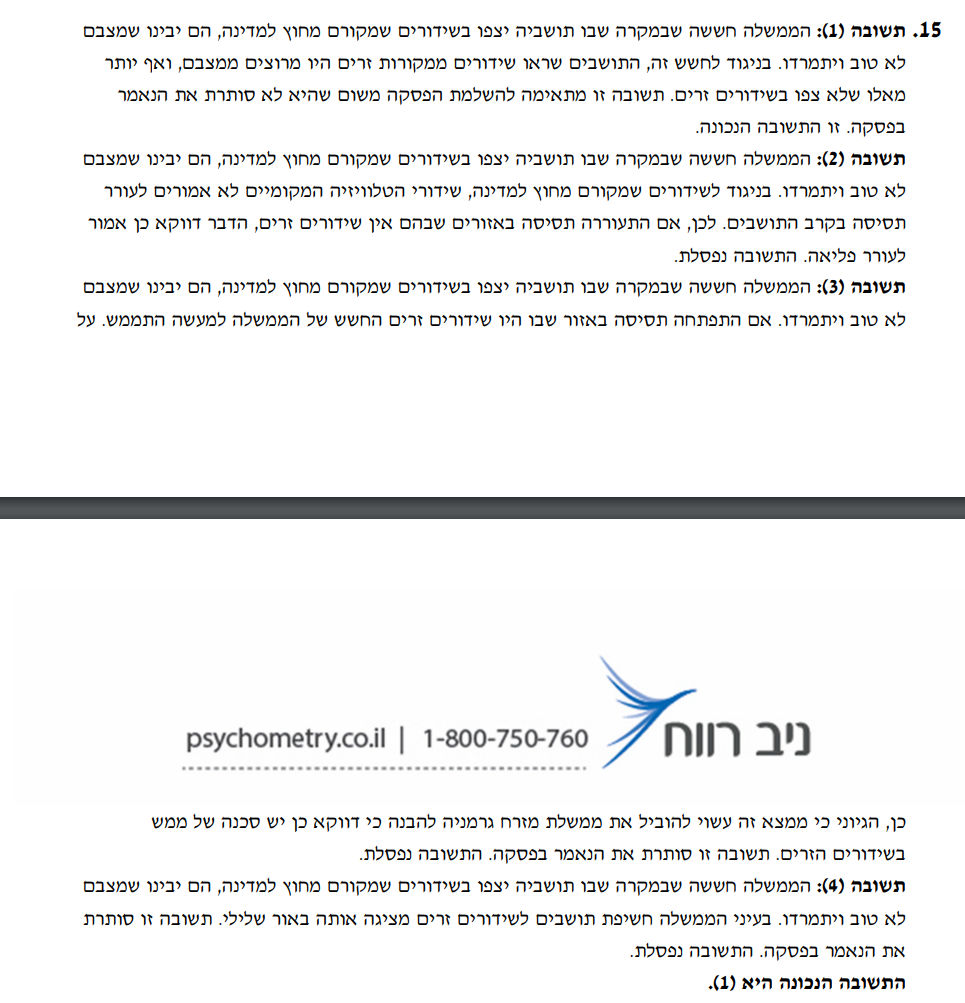 15. תשובה (1): הממשלה חששה שבמקרה שבו תושביה יצפו בשידורים שמקורם מחוץ למדינה, הם יבינו שמצבם
לא טוב ויתמרדו. בניגוד לחשש זה, התושבים שראו שידורים ממקורות זרים היו מרוצים ממצבם, ואף יותר
מאלו שלא צפו בשידורים זרים. תשובה זו מתאימה להשלמת הפסקה משום שהיא לא סותרת את הנאמר
בפסקה. זו התשובה הנכונה.
תשובה (2): הממשלה חששה שבמקרה שבו תושביה יצפו בשידורים שמקורם מחוץ למדינה, הם יבינו שמצבם
לא טוב ויתמרדו. בניגוד לשידורים שמקורם מחוץ למדינה, שידורי הטלוויזיה המקומיים לא אמורים לעורר
תסיסה בקרב התושבים. לכן, אם התעוררה תסיסה באזורים שבהם אין שידורים זרים, הדבר דווקא כן אמור
לעורר פליאה. התשובה נפסלת.
תשובה (3): הממשלה חששה שבמקרה שבו תושביה יצפו בשידורים שמקורם מחוץ למדינה, הם יבינו שמצבם
לא טוב ויתמרדו. אם התפתחה תסיסה באזור שבו היו שידורים זרים החשש של הממשלה למעשה התממש. על
ניב רווח
psychometry.co.il | 1-800-750-760
כן, הגיוני כי ממצא זה עשוי להוביל את ממשלת מזרח גרמניה להבנה כי דווקא כן יש סכנה של ממש
בשידורים הזרים. תשובה זו סותרת את הנאמר בפסקה. התשובה נפסלת.
תשובה (4): הממשלה חששה שבמקרה שבו תושביה יצפו בשידורים שמקורם מחוץ למדינה, הם יבינו שמצבם
לא טוב ויתמרדו. בעיני הממשלה חשיפת תושבים לשידורים זרים מציגה אותה באור שלילי. תשובה זו סותרת
את הנאמר בפסקה. התשובה נפסלת.
התשובה הנכונה היא (1).